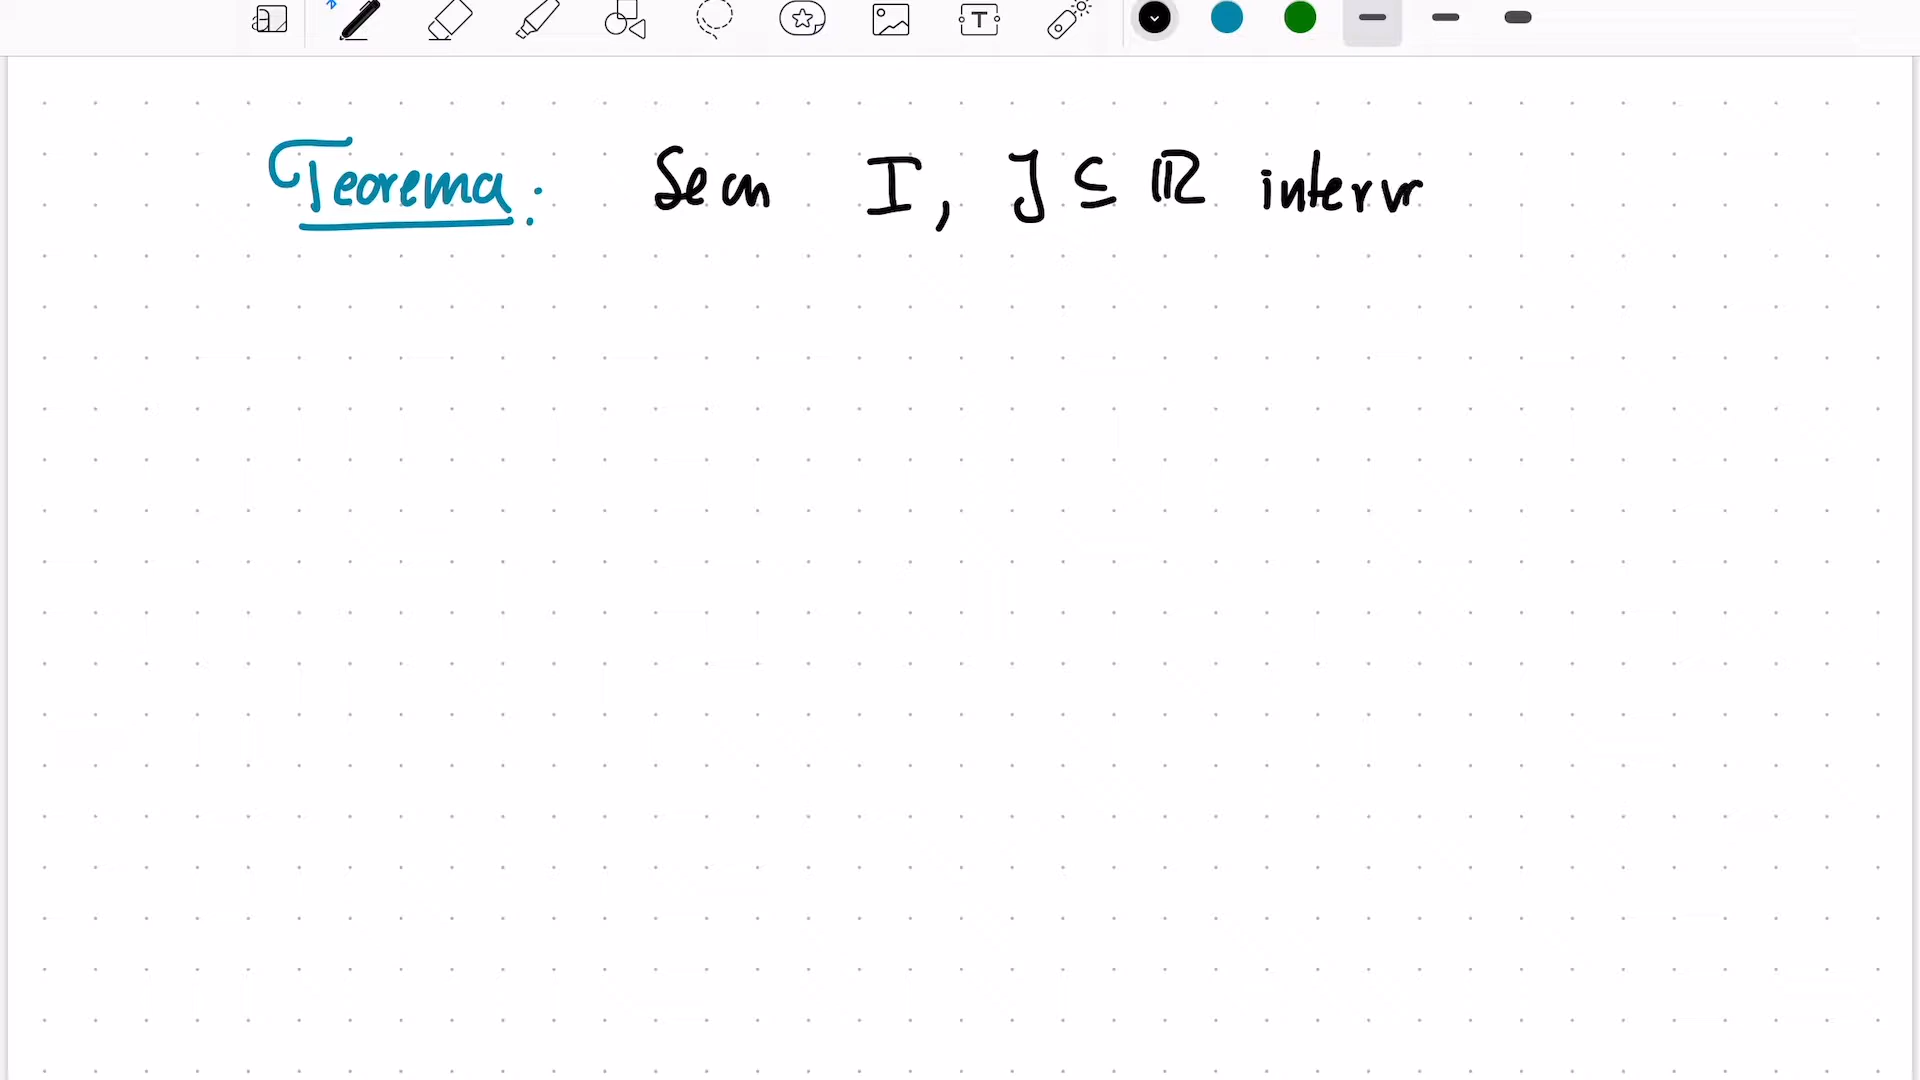 Teorema: Sean I, J ⊆ ℝ interv